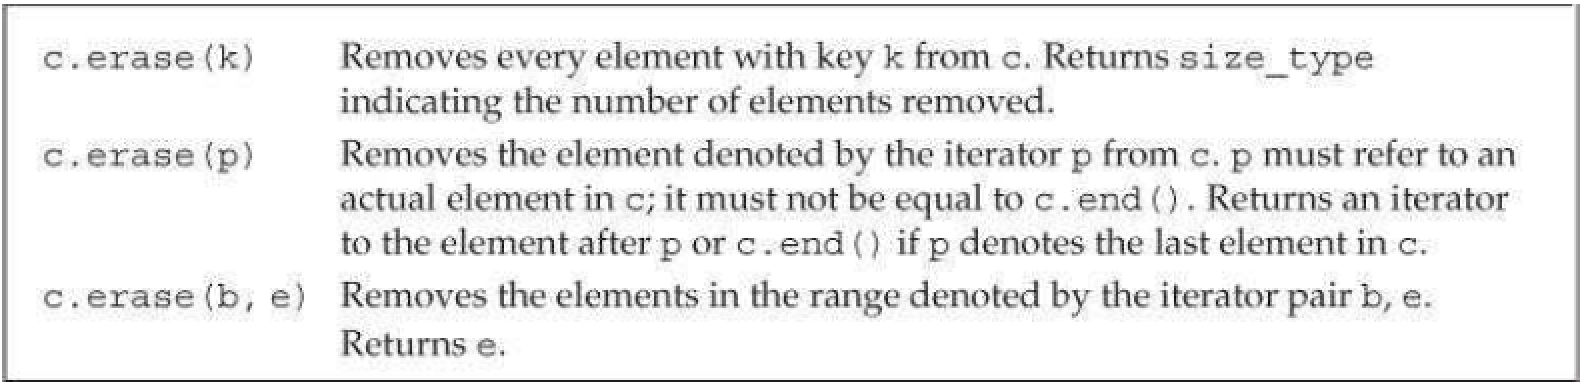 c.erase(k) Removes every element with key k from c. Returns size_type
indicating the number of elements removed.
c.erase(p) Removes the element denoted by the iterator p from c. p must refer to an
actual element in c; it must not be equal to c.end(). Returns an iterator
to the element after p or c.end() if p denotes the last element in c.
c.erase(b, e) Removes the elements in the range denoted by the iterator pair b, e.
Returns e.